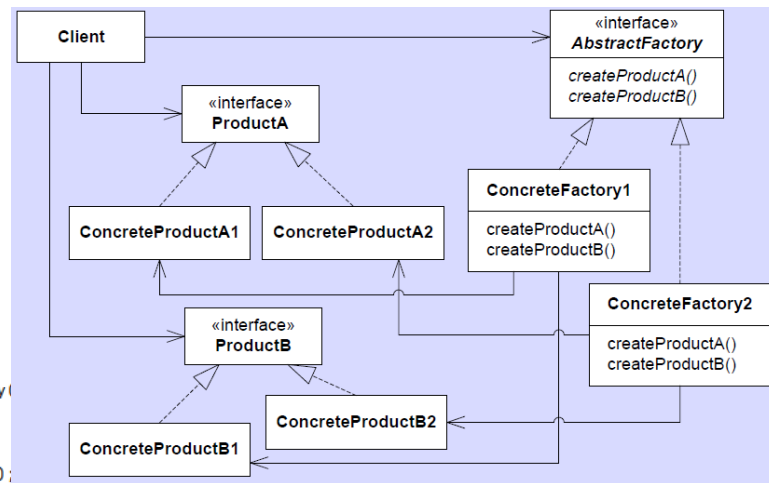 Client
«interface»
AbstractFactory
createProductA()
createProductB()
«interface»
ProductA
ConcreteProductA1
ConcreteProductA2
ConcreteFactory1
createProductA()
createProductB()
«interface»
ProductB
ConcreteFactory2
createProductA()
createProductB()
ConcreteProductB2
ConcreteProductB1